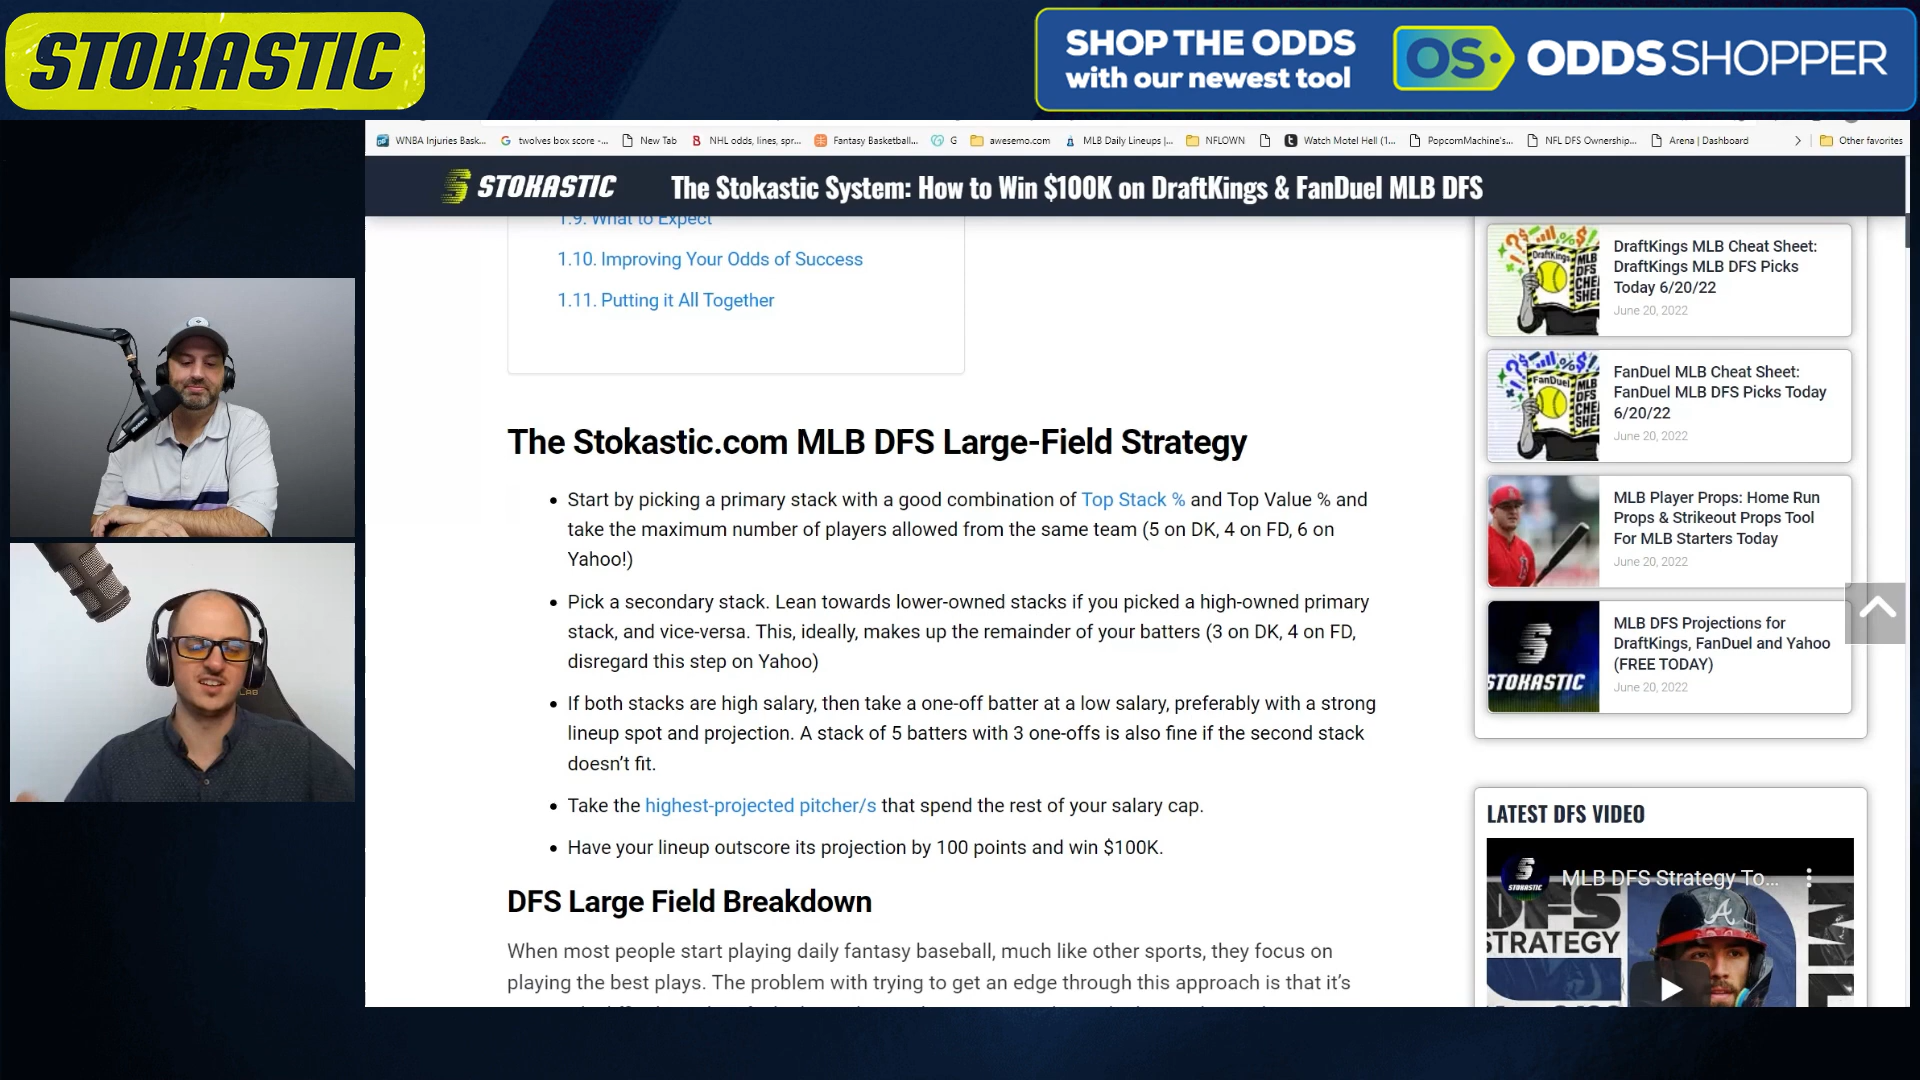 STOKASTIC
SHOP THE ODDS
with our newest tool
OS.
ODDSSHOPPER
WNBA Injuries Bask...
twolves box score -...
New Tab
NHL odds, lines, spr...
Fantasy Basketball...
G
awesemo.com
MLB Daily Lineups |...
NFLOWN
Watch Motel Hell (1...
PopcornMachine's...
NFL DFS Ownership...
Arena | Dashboard
Other favorites
STOKASTIC
The Stokastic System: How to Win $100K on DraftKings & FanDuel MLB DFS
1.9. What to Expect
1.10. Improving Your Odds of Success
1.11. Putting it All Together
The Stokastic.com MLB DFS Large-Field Strategy
• Start by picking a primary stack with a good combination of Top Stack % and Top Value % and
take the maximum number of players allowed from the same team (5 on DK, 4 on FD, 6 on
Yahoo!)
• Pick a secondary stack. Lean towards lower-owned stacks if you picked a high-owned primary
stack, and vice-versa. This, ideally, makes up the remainder of your batters (3 on DK, 4 on FD,
disregard this step on Yahoo)
• If both stacks are high salary, then take a one-off batter at a low salary, preferably with a strong
lineup spot and projection. A stack of 5 batters with 3 one-offs is also fine if the second stack
doesn’t fit.
• Take the highest-projected pitcher/s that spend the rest of your salary cap.
• Have your lineup outscore its projection by 100 points and win $100K.
DFS Large Field Breakdown
When most people start playing daily fantasy baseball, much like other sports, they focus on
playing the best plays. The problem with trying to get an edge through this approach is that it’s
DraftKings MLB Cheat Sheet:
DraftKings MLB DFS Picks
Today 6/20/22
June 20, 2022
FanDuel MLB Cheat Sheet:
FanDuel MLB DFS Picks Today
6/20/22
June 20, 2022
MLB Player Props: Home Run
Props & Strikeout Props Tool
For MLB Starters Today
June 20, 2022
STOKASTIC
MLB DFS Projections for
DraftKings, FanDuel and Yahoo
(FREE TODAY)
June 20, 2022
LATEST DFS VIDEO
STOKASTIC
MLB DFS Strategy To...
DFS
STRATEGY